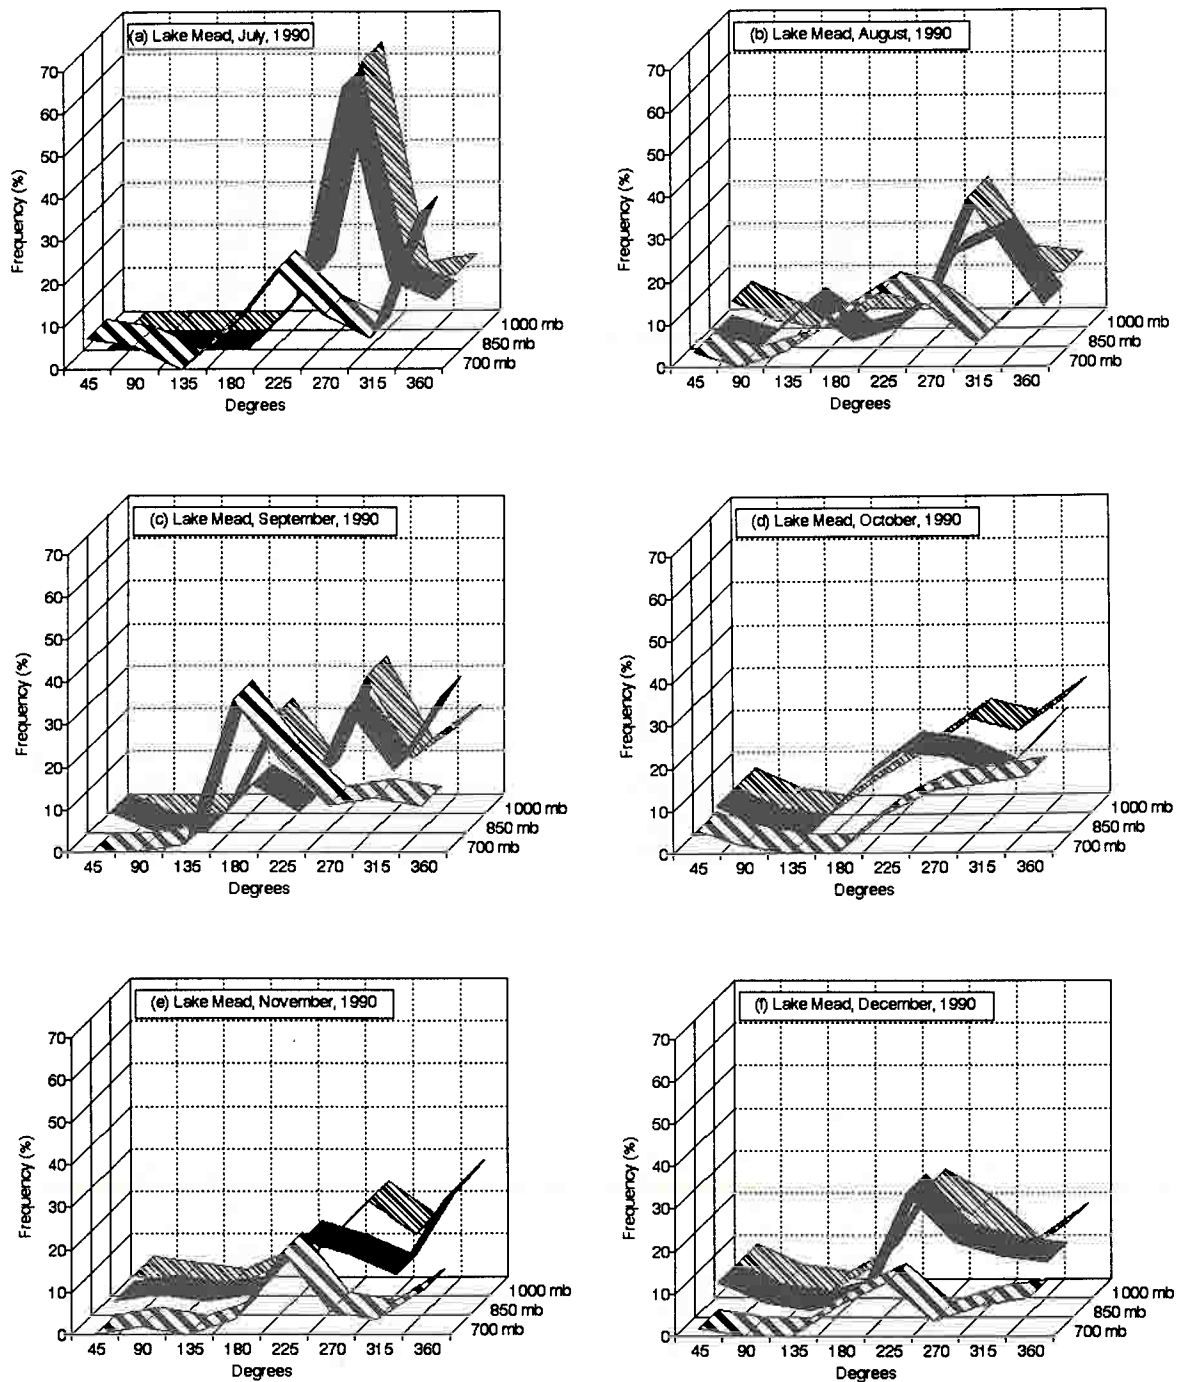 (a) Lake Mead, July, 1990
70
60
50
40
30
20
10
0
Frequency (%)
45 90 135 180 225 270 315 360
Degrees
1000 mb
850 mb
700 mb
(b) Lake Mead, August, 1990
70
60
50
40
30
20
10
0
Frequency (%)
45 90 135 180 225 270 315 360
Degrees
1000 mb
850 mb
700 mb
(c) Lake Mead, September, 1990
70
60
50
40
30
20
10
0
Frequency (%)
45 90 135 180 225 270 315 360
Degrees
1000 mb
850 mb
700 mb
(d) Lake Mead, October, 1990
70
60
50
40
30
20
10
0
Frequency (%)
45 90 135 180 225 270 315 360
Degrees
1000 mb
850 mb
700 mb
(e) Lake Mead, November, 1990
70
60
50
40
30
20
10
0
Frequency (%)
45 90 135 180 225 270 315 360
Degrees
1000 mb
850 mb
700 mb
(f) Lake Mead, December, 1990
70
60
50
40
30
20
10
0
Frequency (%)
45 90 135 180 225 270 315 360
Degrees
1000 mb
850 mb
700 mb